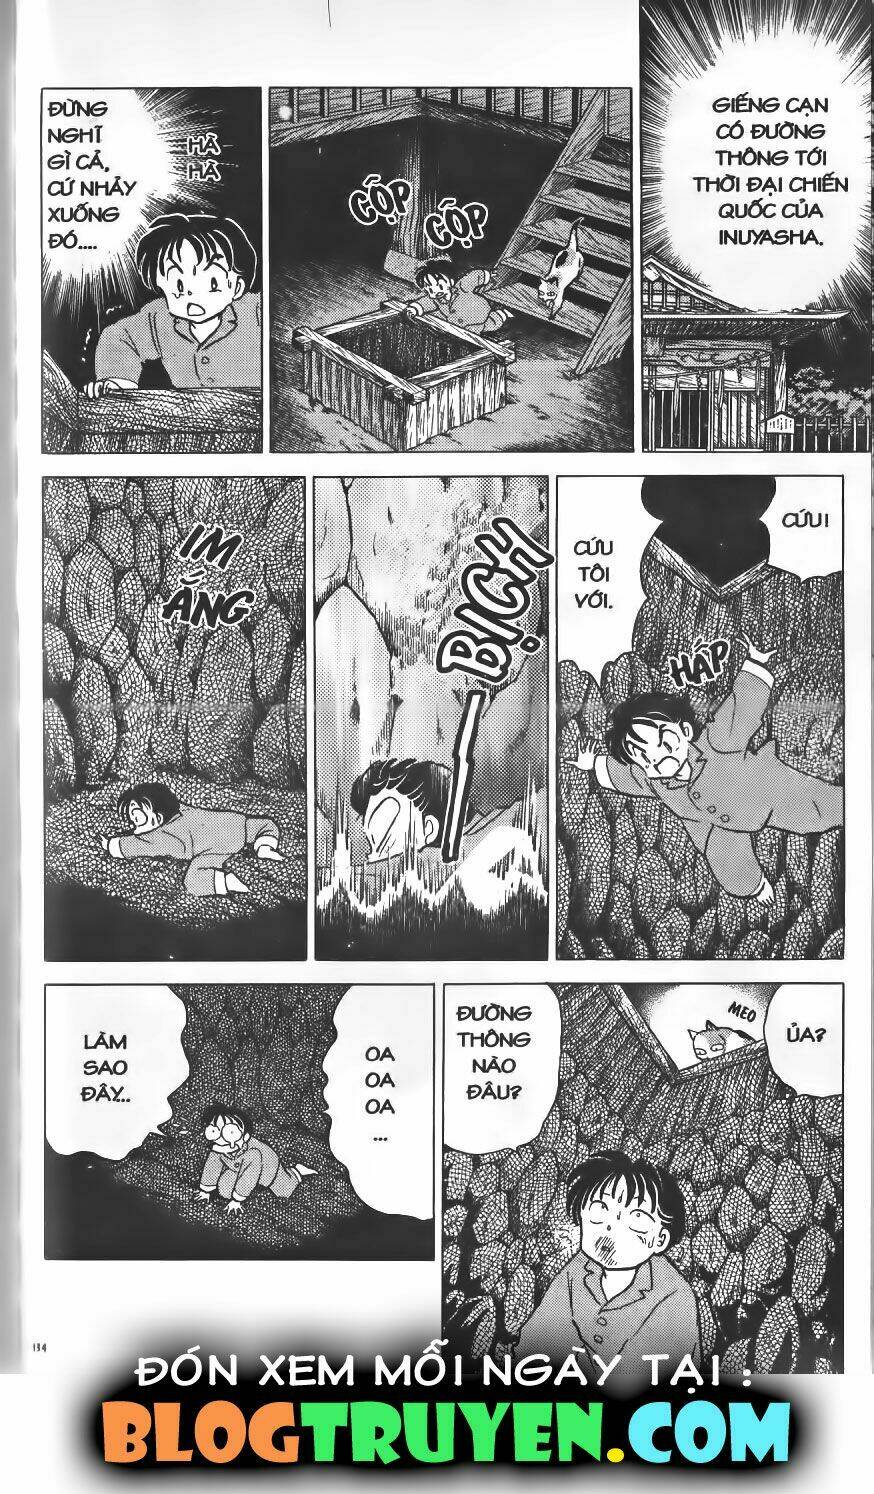 GIẾNG CẠN
CÓ ĐƯỜNG
THÔNG TỚI
THỜI ĐẠI CHIẾN
QUỐC CỦA
INUYASHA.
CỘP
CỘP
HÀ
HÀ
ĐỪNG
NGHĨ
GÌ CẢ,
CỨ NHẢY
XUỐNG
ĐÓ....
CỨU!
CỨU
TÔI
VỚI.
HẤP
BỊCH
IM
ẮNG
ỦA?
MEO
ĐƯỜNG
THÔNG
NÀO
ĐÂU?
OA
OA
OA
...
LÀM
SAO
ĐÂY...
134
ĐÓN XEM MỖI NGÀY TẠI :
BLOGTRUYEN.COM